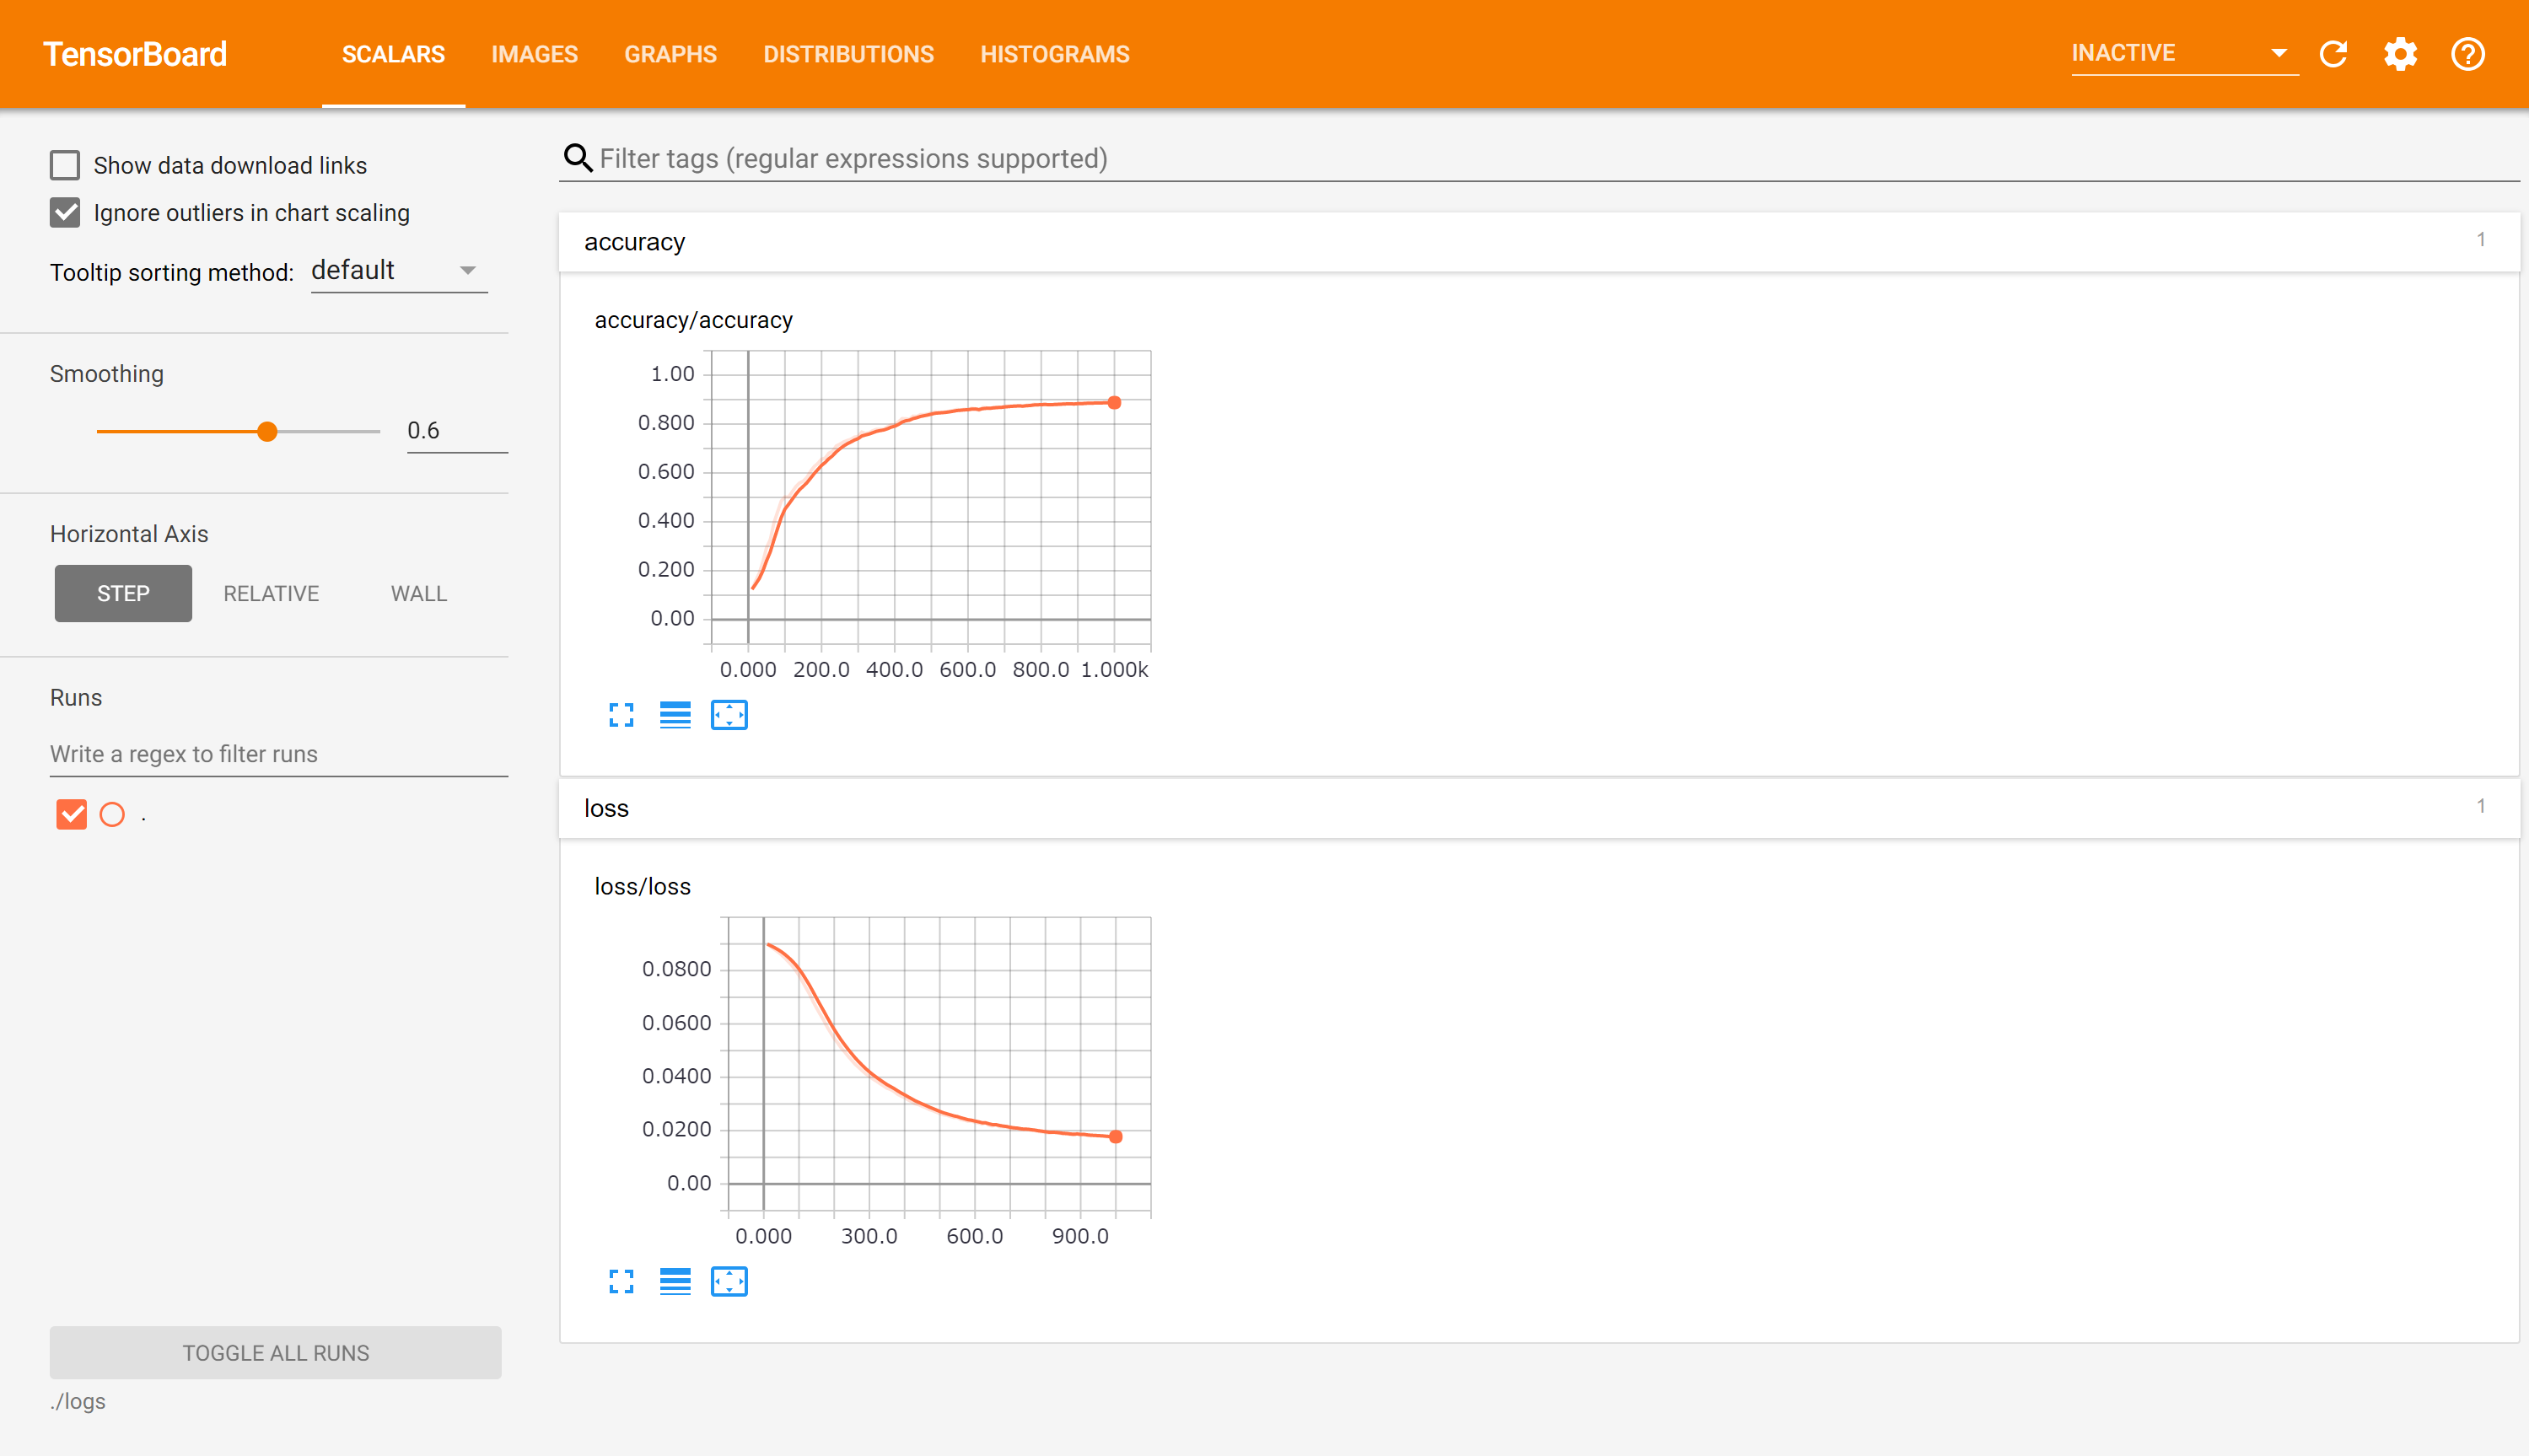 TensorBoard SCALARS IMAGES GRAPHS DISTRIBUTIONS HISTOGRAMS INACTIVE
Show data download links
Ignore outliers in chart scaling
Tooltip sorting method: default
Smoothing
0.6
Horizontal Axis
STEP RELATIVE WALL
Runs
Write a regex to filter runs
.
TOGGLE ALL RUNS
./logs
Filter tags (regular expressions supported)
accuracy 1
accuracy/accuracy
1.00
0.800
0.600
0.400
0.200
0.00
0.000 200.0 400.0 600.0 800.0 1.000k
loss 1
loss/loss
0.0800
0.0600
0.0400
0.0200
0.00
0.000 300.0 600.0 900.0